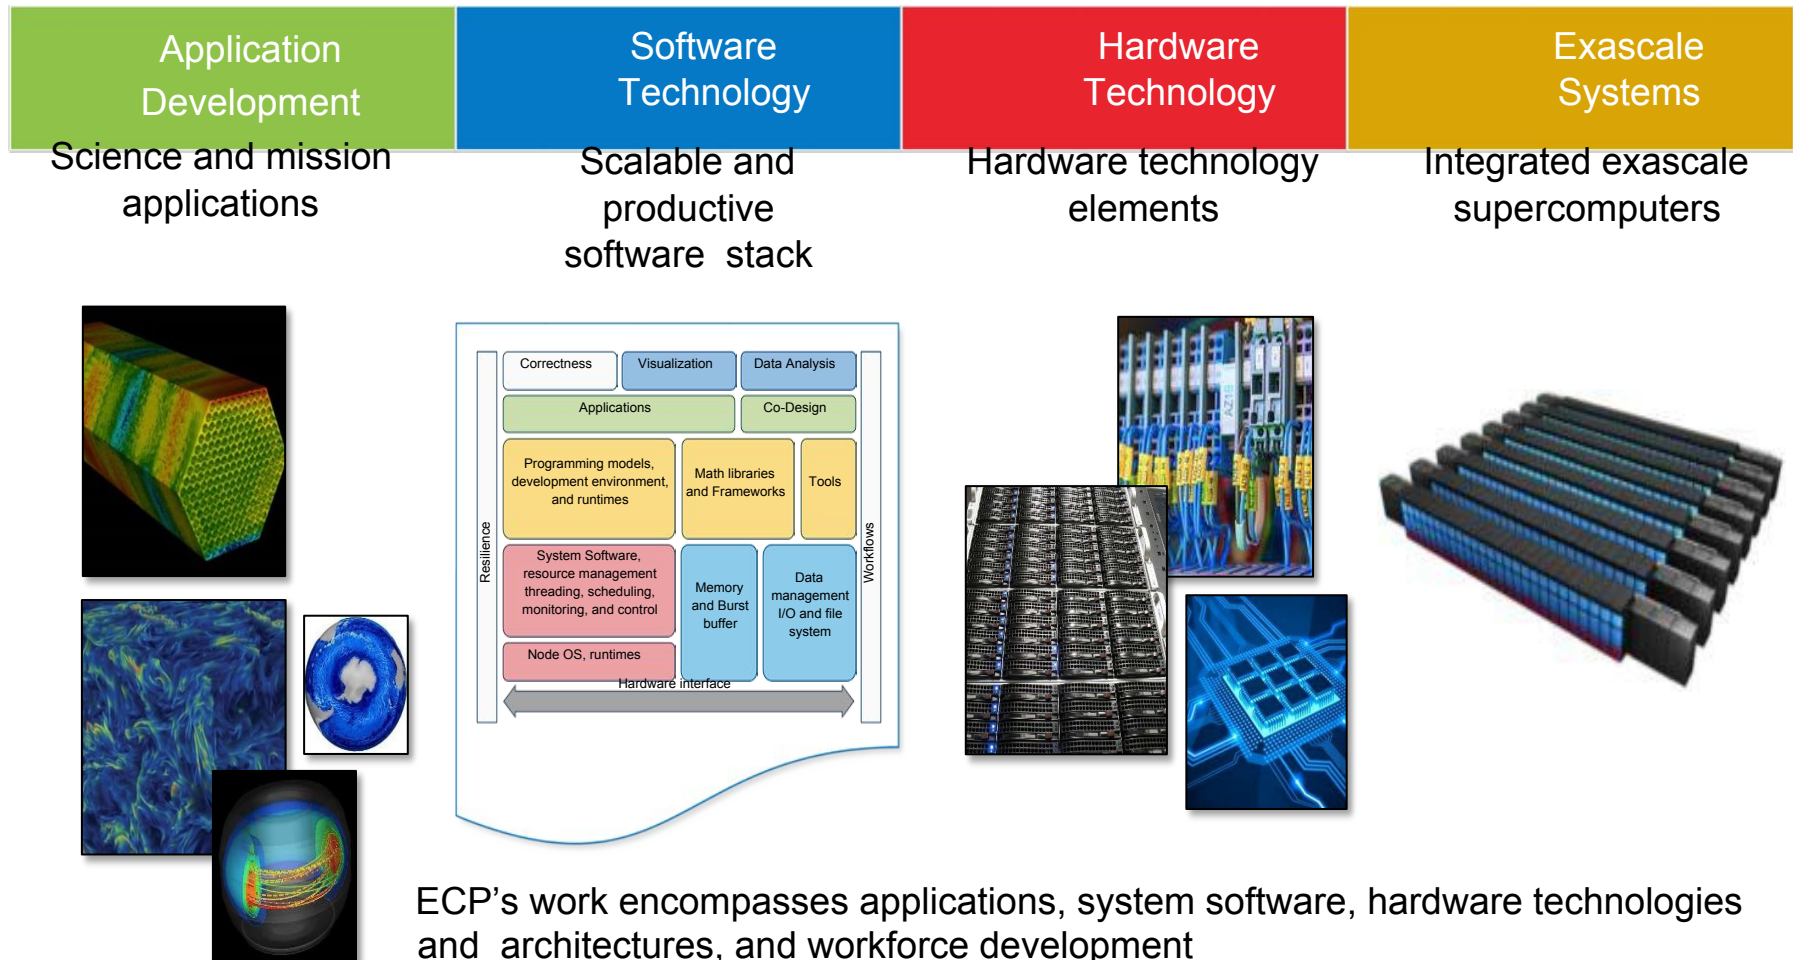 Application
Development
Software
Technology
Hardware
Technology
Exascale
Systems
Science and mission
applications
Scalable and
productive
software stack
Hardware technology
elements
Integrated exascale
supercomputers
Resilience
Correctness
Visualization
Data Analysis
Applications
Co-Design
Programming models,
development environment,
and runtimes
Math libraries
and Frameworks
Tools
System Software,
resource management
threading, scheduling,
monitoring, and control
Memory
and Burst
buffer
Data
management
I/O and file
system
Node OS, runtimes
Hardware interface
Workflows
AZ18
ECP’s work encompasses applications, system software, hardware technologies
and architectures, and workforce development